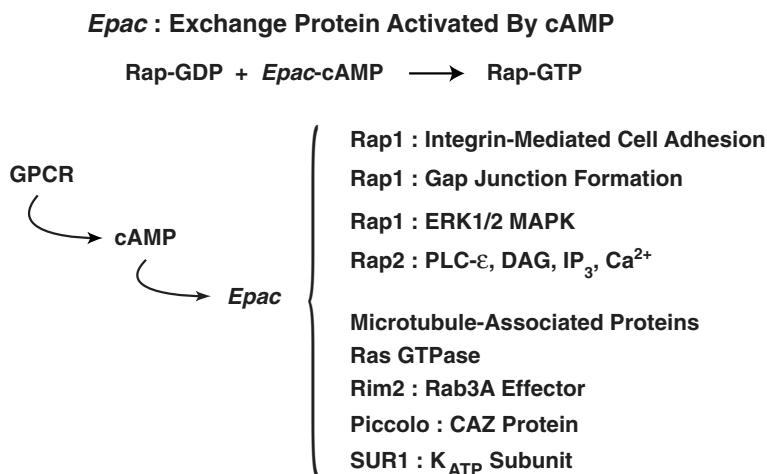 Epac : Exchange Protein Activated By cAMP
Rap-GDP + Epac-cAMP ⟶ Rap-GTP
GPCR
cAMP
Epac
Rap1 : Integrin-Mediated Cell Adhesion
Rap1 : Gap Junction Formation
Rap1 : ERK1/2 MAPK
Rap2 : PLC-ε, DAG, IP₃, Ca²⁺
Microtubule-Associated Proteins
Ras GTPase
Rim2 : Rab3A Effector
Piccolo : CAZ Protein
SUR1 : K_ATP Subunit